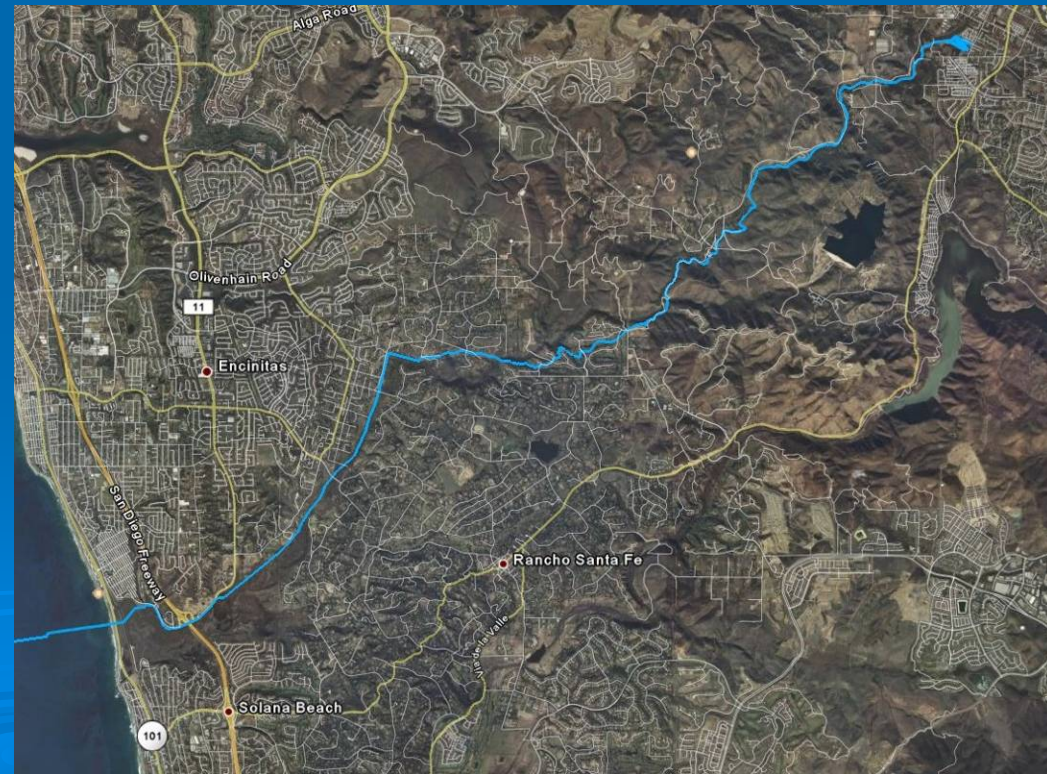 Alga Road
Olivenhain Road
11
Encinitas
San Diego Freeway
Rancho Santa Fe
Via de la Valle
Solana Beach
101